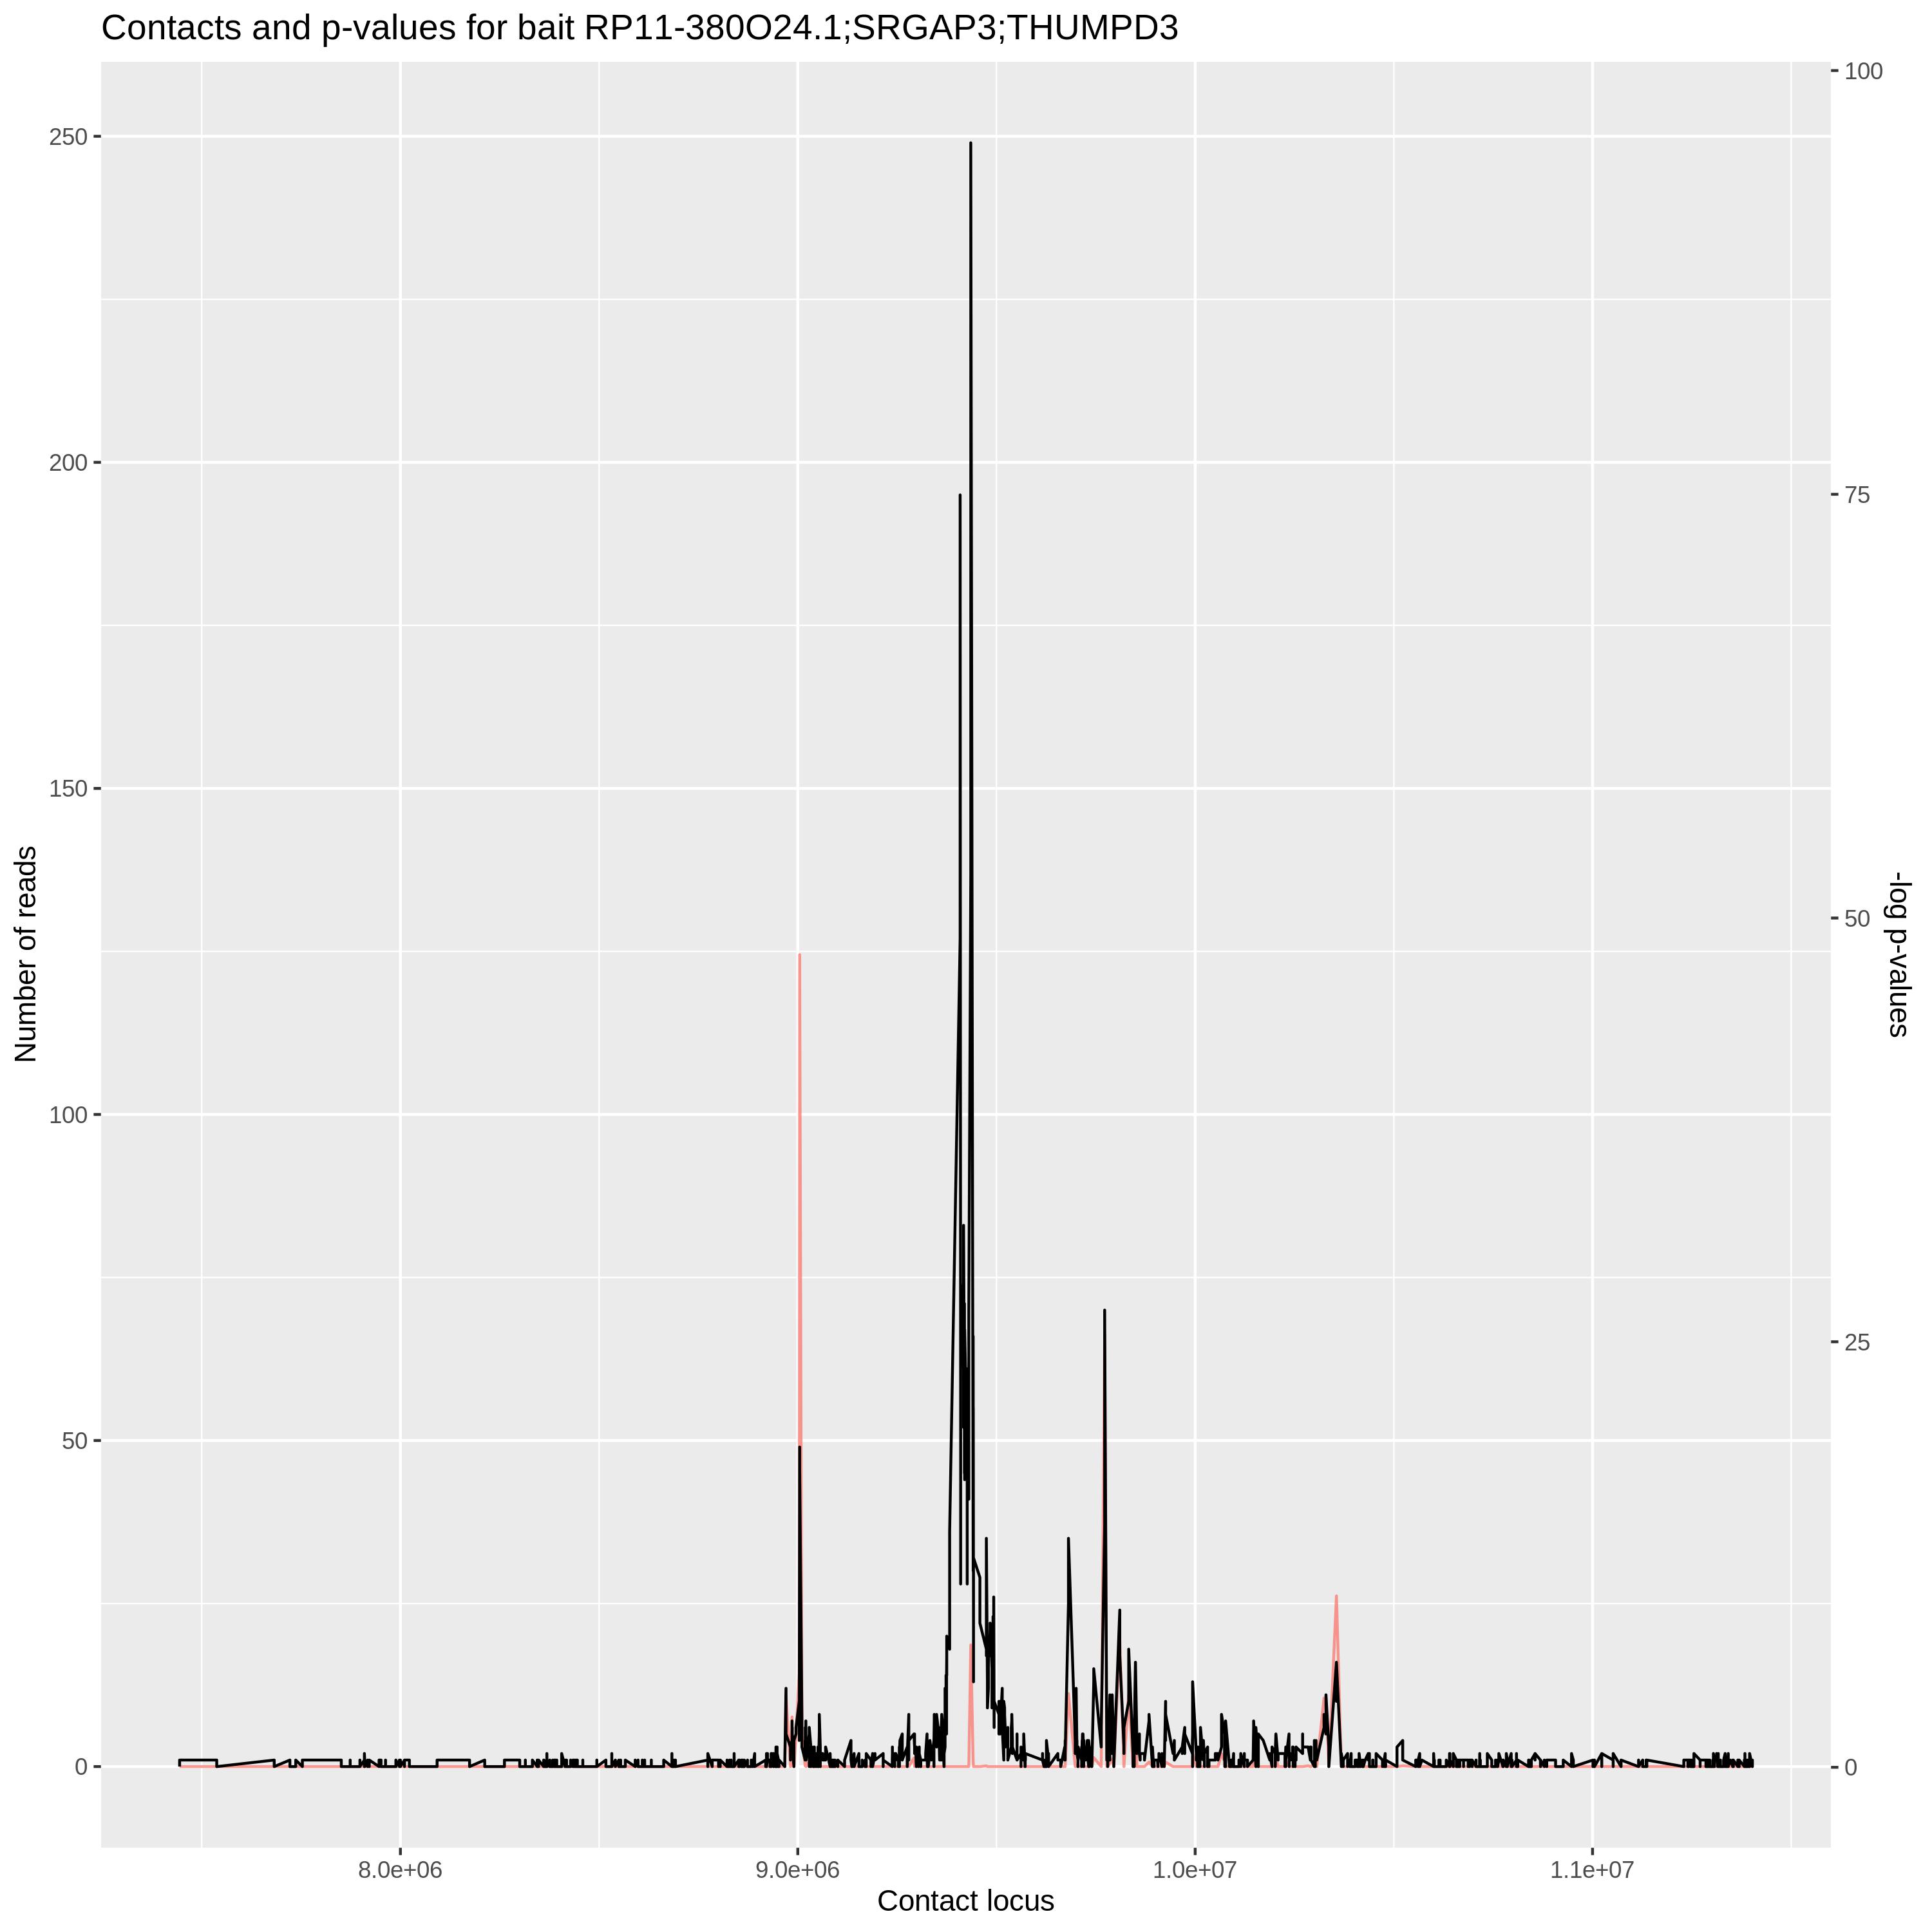 Contacts and p-values for bait RP11-380O24.1;SRGAP3;THUMPD3
250
200
150
100
50
0
Number of reads
100
75
50
25
0
-log p-values
8.0e+06 9.0e+06 1.0e+07 1.1e+07
Contact locus